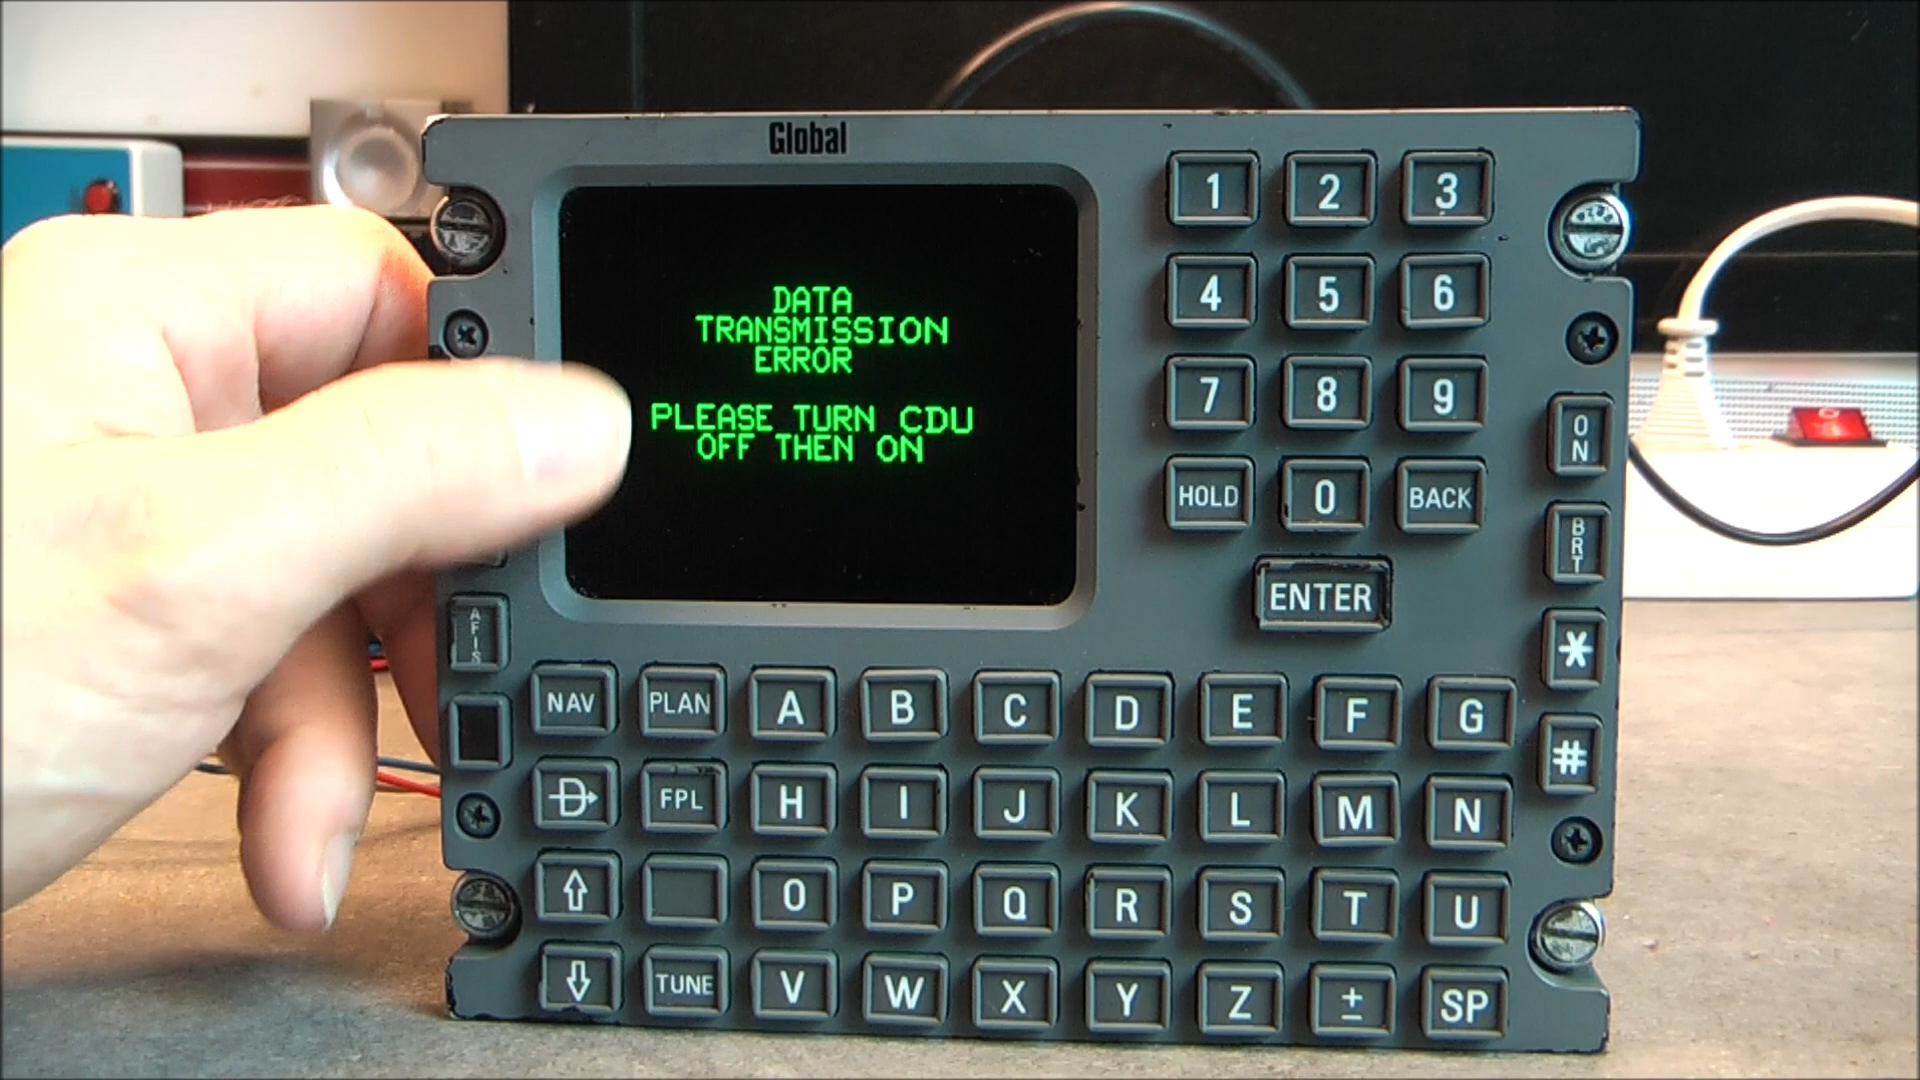 Global
DATA
TRANSMISSION
ERROR
PLEASE TURN CDU
OFF THEN ON
1 2 3
4 5 6
7 8 9
HOLD 0 BACK
ENTER
ON
BRT
*
#
AFIS
NAV PLAN A B C D E F G
D FPL H I J K L M N
⇧ O P Q R S T U
⇩ TUNE V W X Y Z ± SP